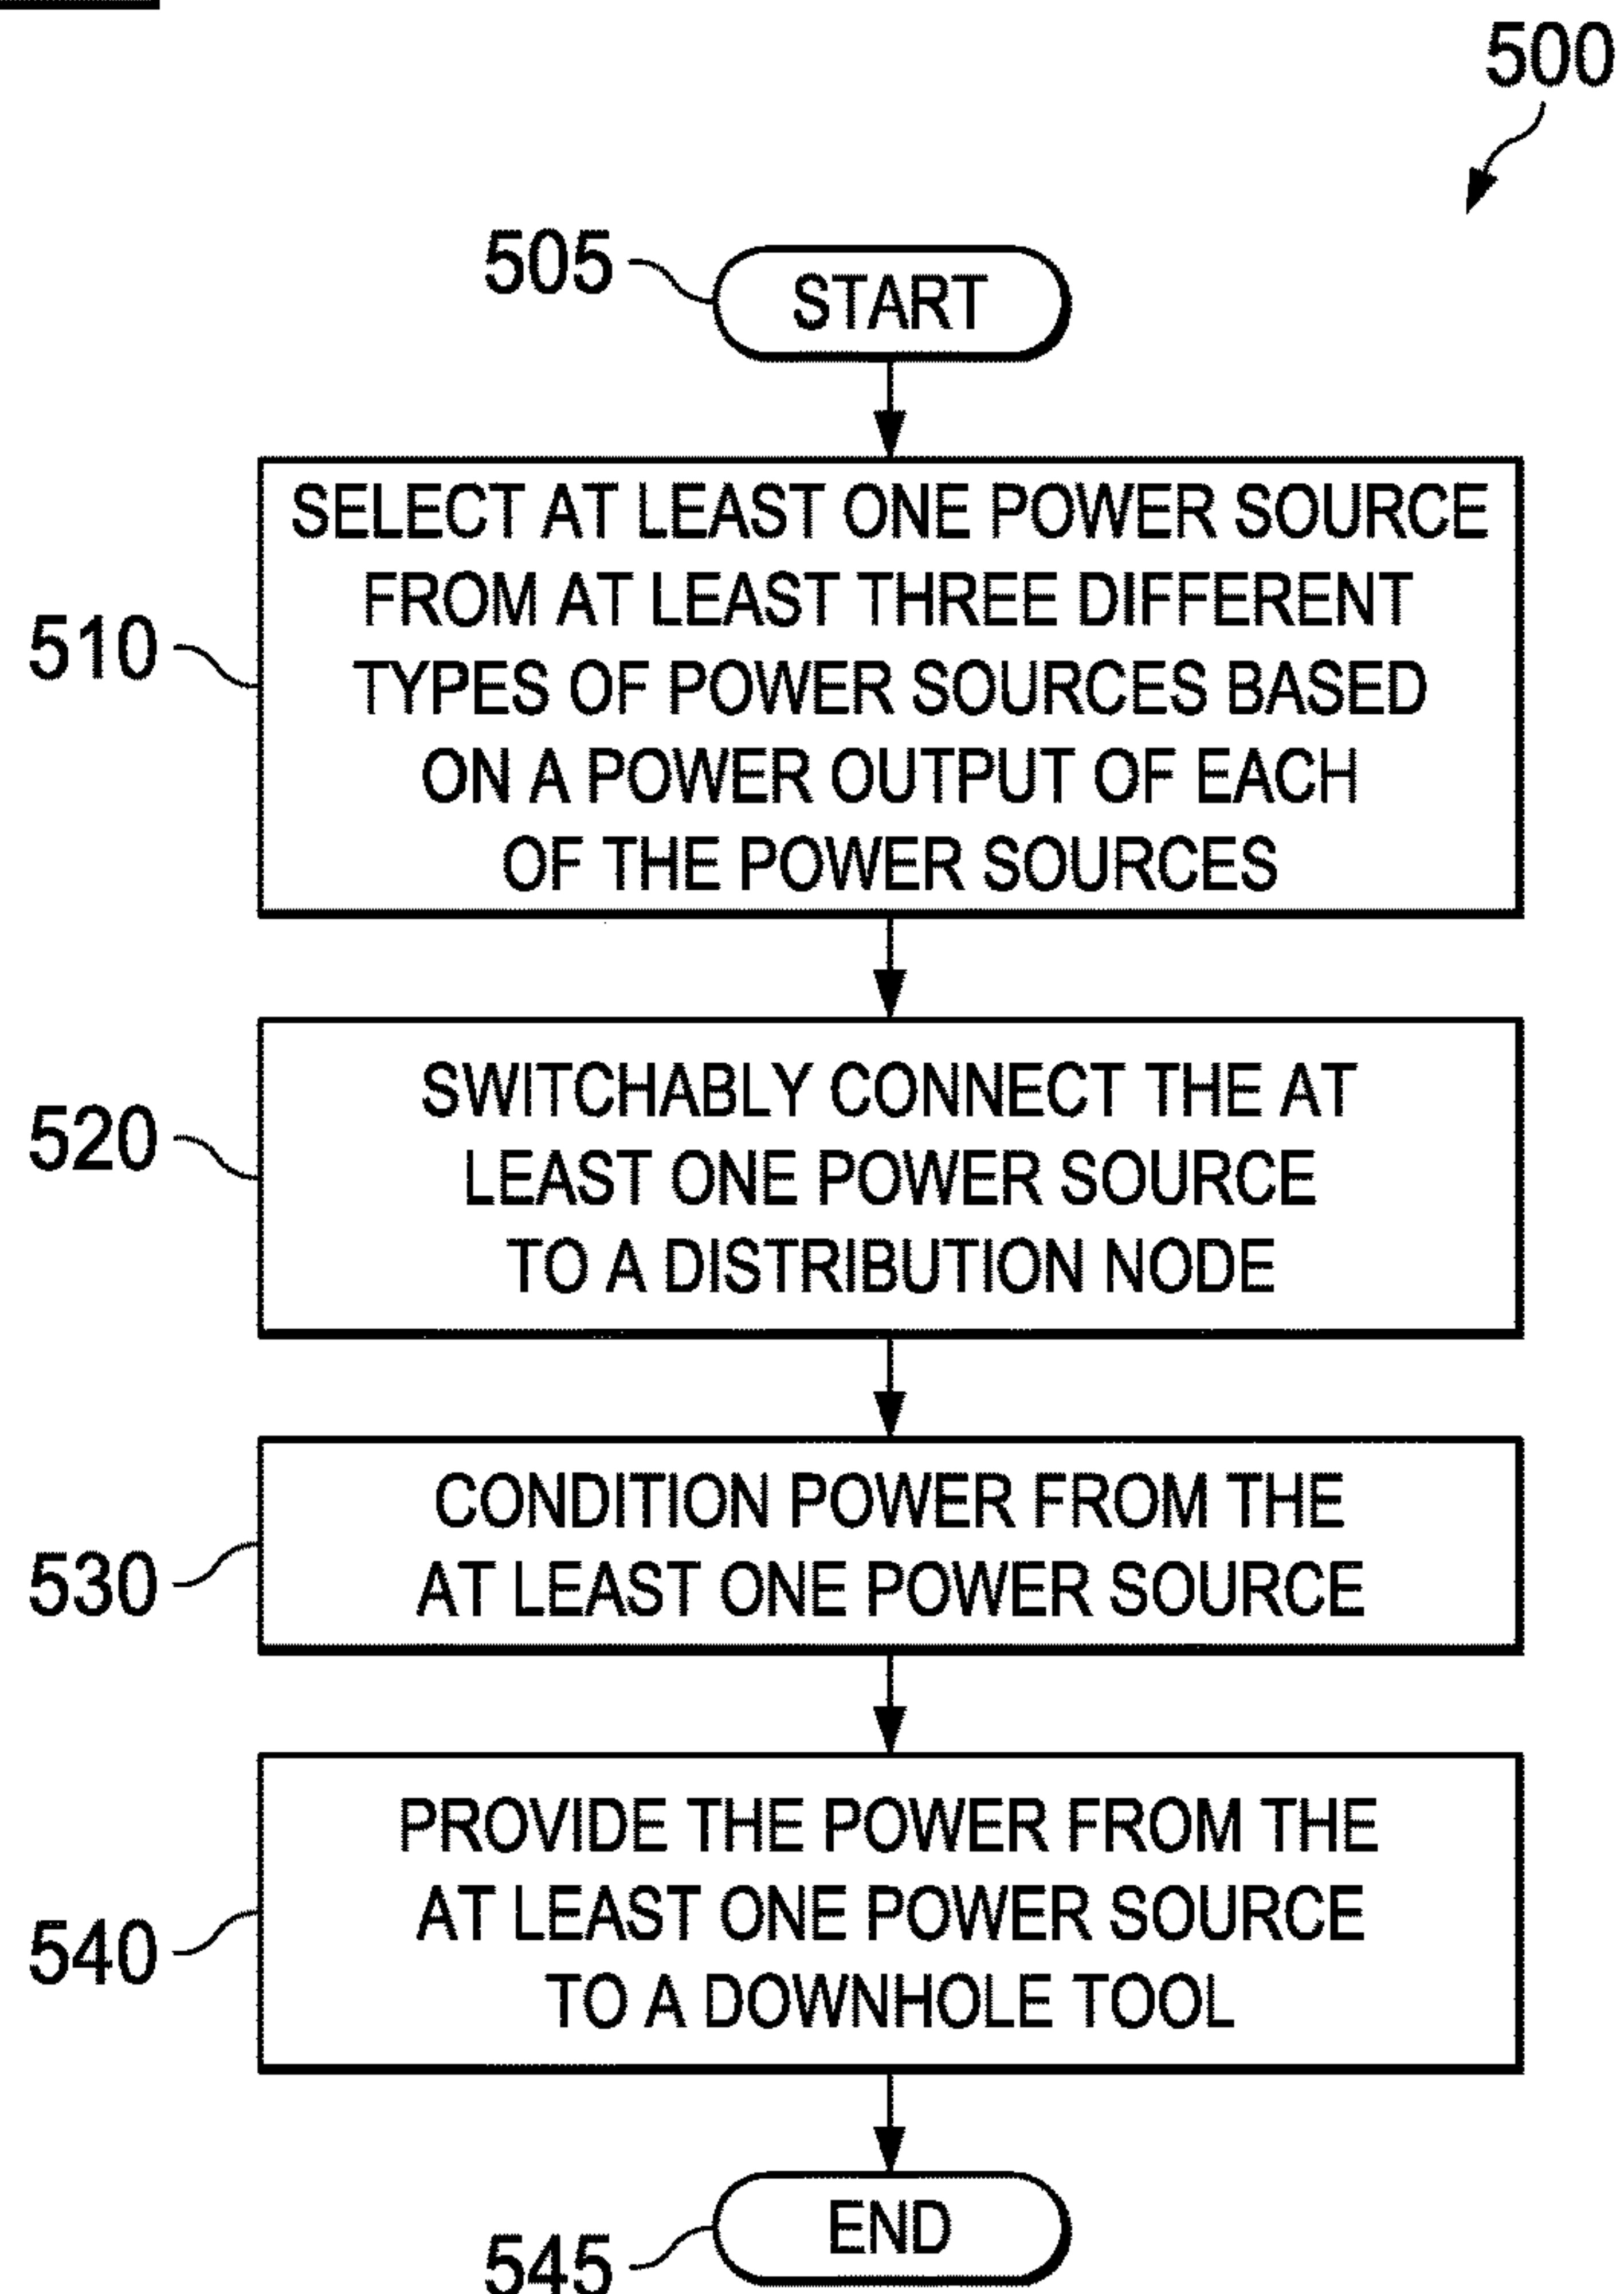 500
505
START
510
SELECT AT LEAST ONE POWER SOURCE
FROM AT LEAST THREE DIFFERENT
TYPES OF POWER SOURCES BASED
ON A POWER OUTPUT OF EACH
OF THE POWER SOURCES
520
SWITCHABLY CONNECT THE AT
LEAST ONE POWER SOURCE
TO A DISTRIBUTION NODE
530
CONDITION POWER FROM THE
AT LEAST ONE POWER SOURCE
540
PROVIDE THE POWER FROM THE
AT LEAST ONE POWER SOURCE
TO A DOWNHOLE TOOL
545
END